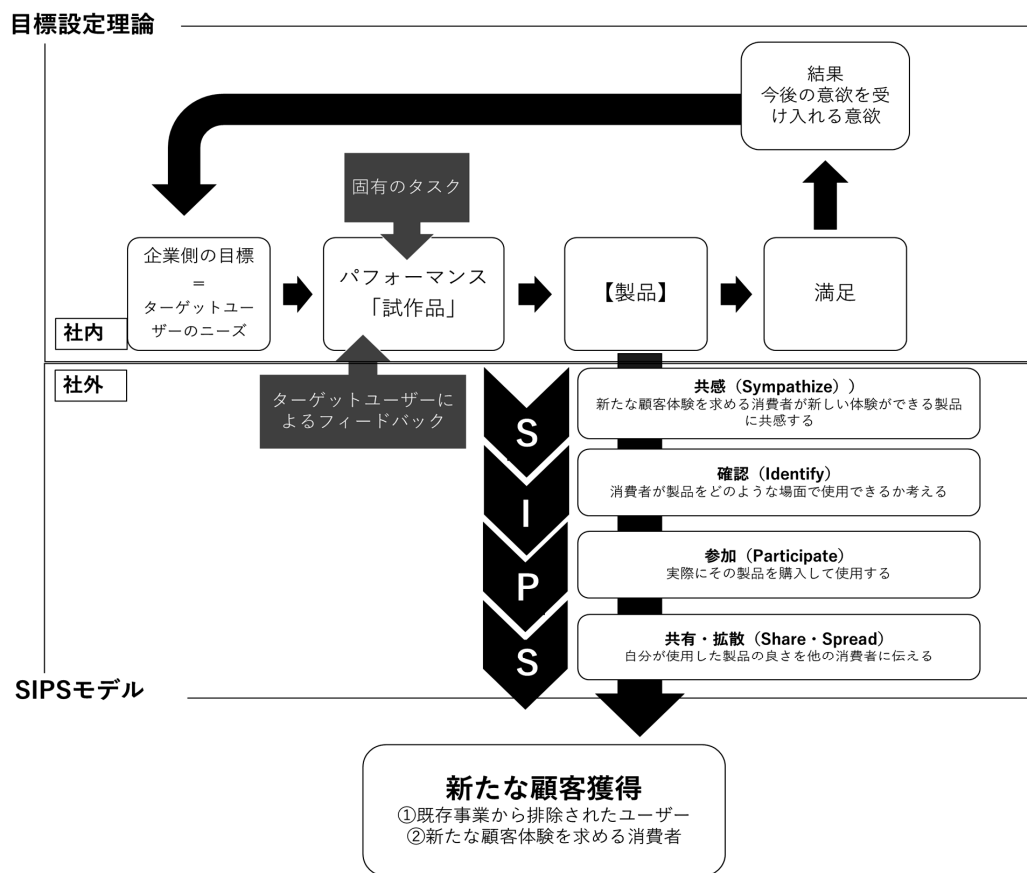 目標設定理論
結果
今後の意欲を受
け入れる意欲
固有のタスク
企業側の目標
＝
ターゲットユー
ザーのニーズ
パフォーマンス
「試作品」
【製品】
満足
社内
社外
ターゲットユーザーに
よるフィードバック
S
I
P
S
共感（Sympathize））
新たな顧客体験を求める消費者が新しい体験ができる製品
に共感する
確認（Identify）
消費者が製品をどのような場面で使用できるか考える
参加（Participate）
実際にその製品を購入して使用する
共有・拡散（Share・Spread）
自分が使用した製品の良さを他の消費者に伝える
SIPSモデル
新たな顧客獲得
①既存事業から排除されたユーザー
②新たな顧客体験を求める消費者